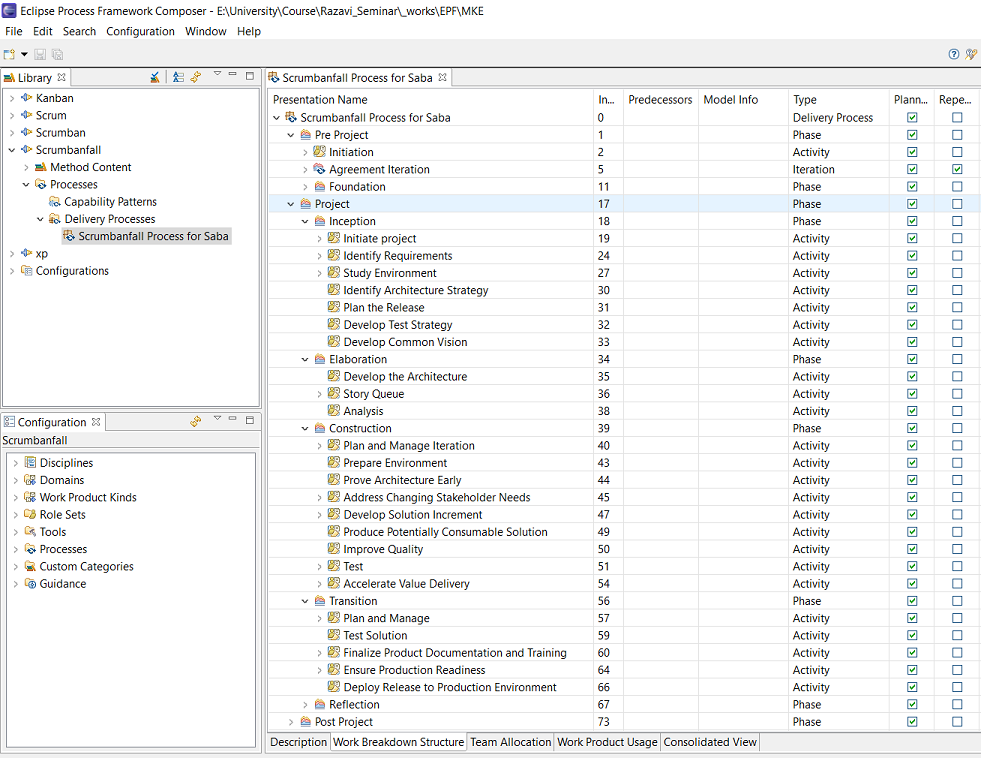 Eclipse Process Framework Composer - E:\University\Course\Razavi_Seminar\_works\EPF\MKE
File Edit Search Configuration Window Help
Library
Kanban
Scrum
Scrumban
Scrumbanfall
Method Content
Processes
Capability Patterns
Delivery Processes
Scrumbanfall Process for Saba
xp
Configurations
Configuration
Scrumbanfall
Disciplines
Domains
Work Product Kinds
Role Sets
Tools
Processes
Custom Categories
Guidance
Scrumbanfall Process for Saba
Presentation Name In... Predecessors Model Info Type Plann... Repe...
Scrumbanfall Process for Saba 0 Delivery Process
Pre Project 1 Phase
Initiation 2 Activity
Agreement Iteration 5 Iteration
Foundation 11 Phase
Project 17 Phase
Inception 18 Phase
Initiate project 19 Activity
Identify Requirements 24 Activity
Study Environment 27 Activity
Identify Architecture Strategy 30 Activity
Plan the Release 31 Activity
Develop Test Strategy 32 Activity
Develop Common Vision 33 Activity
Elaboration 34 Phase
Develop the Architecture 35 Activity
Story Queue 36 Activity
Analysis 38 Activity
Construction 39 Phase
Plan and Manage Iteration 40 Activity
Prepare Environment 43 Activity
Prove Architecture Early 44 Activity
Address Changing Stakeholder Needs 45 Activity
Develop Solution Increment 47 Activity
Produce Potentially Consumable Solution 49 Activity
Improve Quality 50 Activity
Test 51 Activity
Accelerate Value Delivery 54 Activity
Transition 56 Phase
Plan and Manage 57 Activity
Test Solution 59 Activity
Finalize Product Documentation and Training 60 Activity
Ensure Production Readiness 64 Activity
Deploy Release to Production Environment 66 Activity
Reflection 67 Phase
Post Project 73 Phase
Description Work Breakdown Structure Team Allocation Work Product Usage Consolidated View